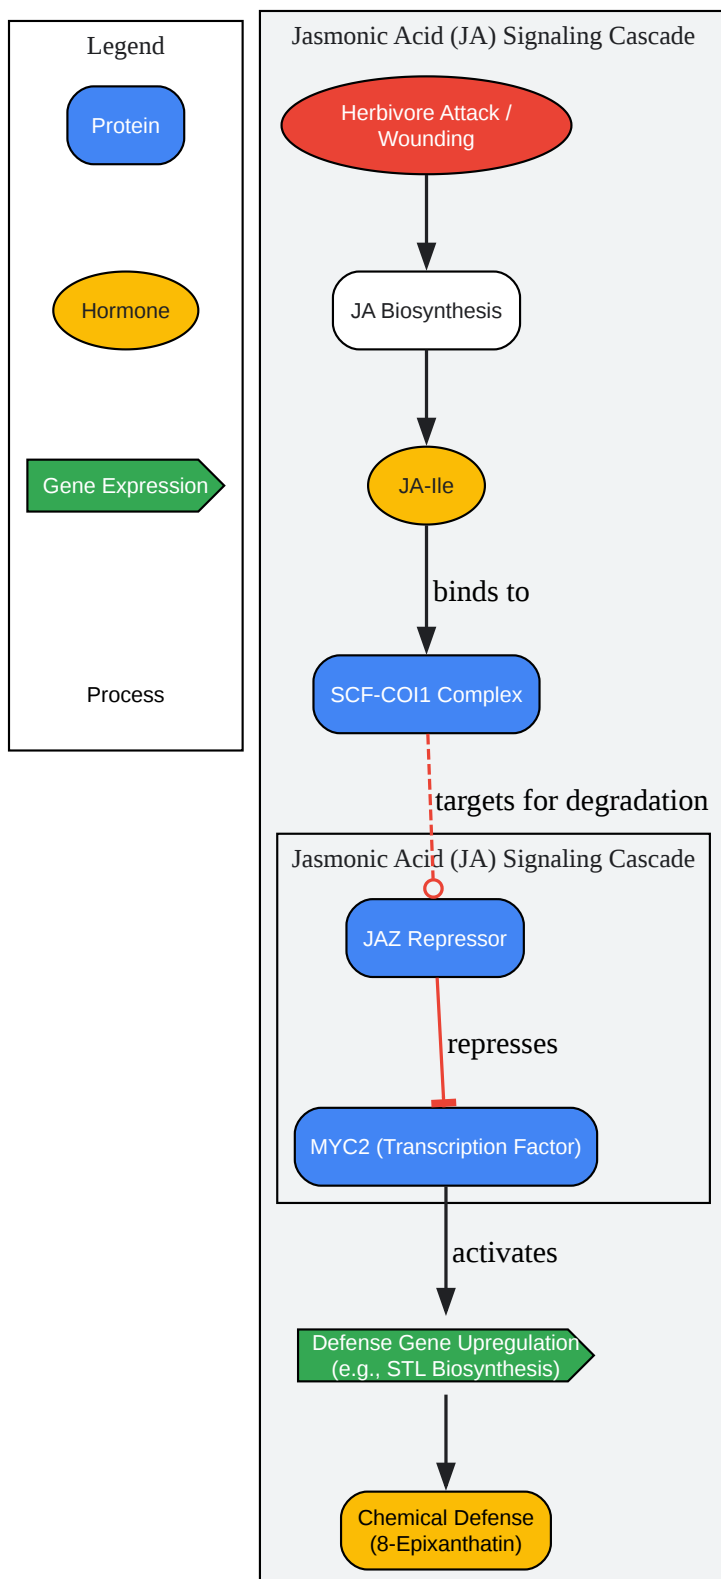 Legend
Protein
Hormone
Gene Expression
Process
Jasmonic Acid (JA) Signaling Cascade
Herbivore Attack /
Wounding
JA Biosynthesis
JA-Ile
binds to
SCF-COI1 Complex
targets for degradation
Jasmonic Acid (JA) Signaling Cascade
JAZ Repressor
represses
MYC2 (Transcription Factor)
activates
Defense Gene Upregulation
(e.g., STL Biosynthesis)
Chemical Defense
(8-Epixanthatin)